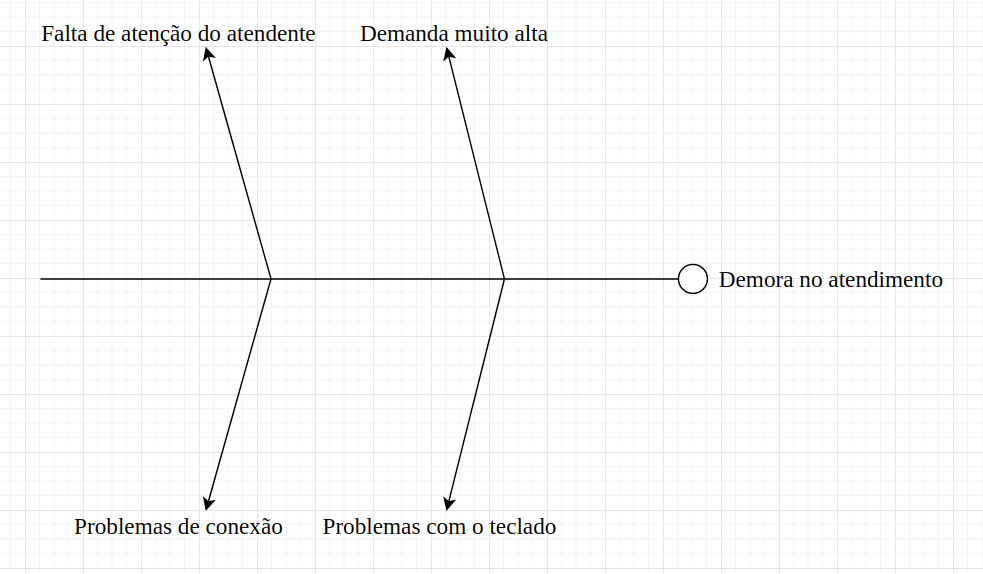 Falta de atenção do atendente
Demanda muito alta
Demora no atendimento
Problemas de conexão
Problemas com o teclado